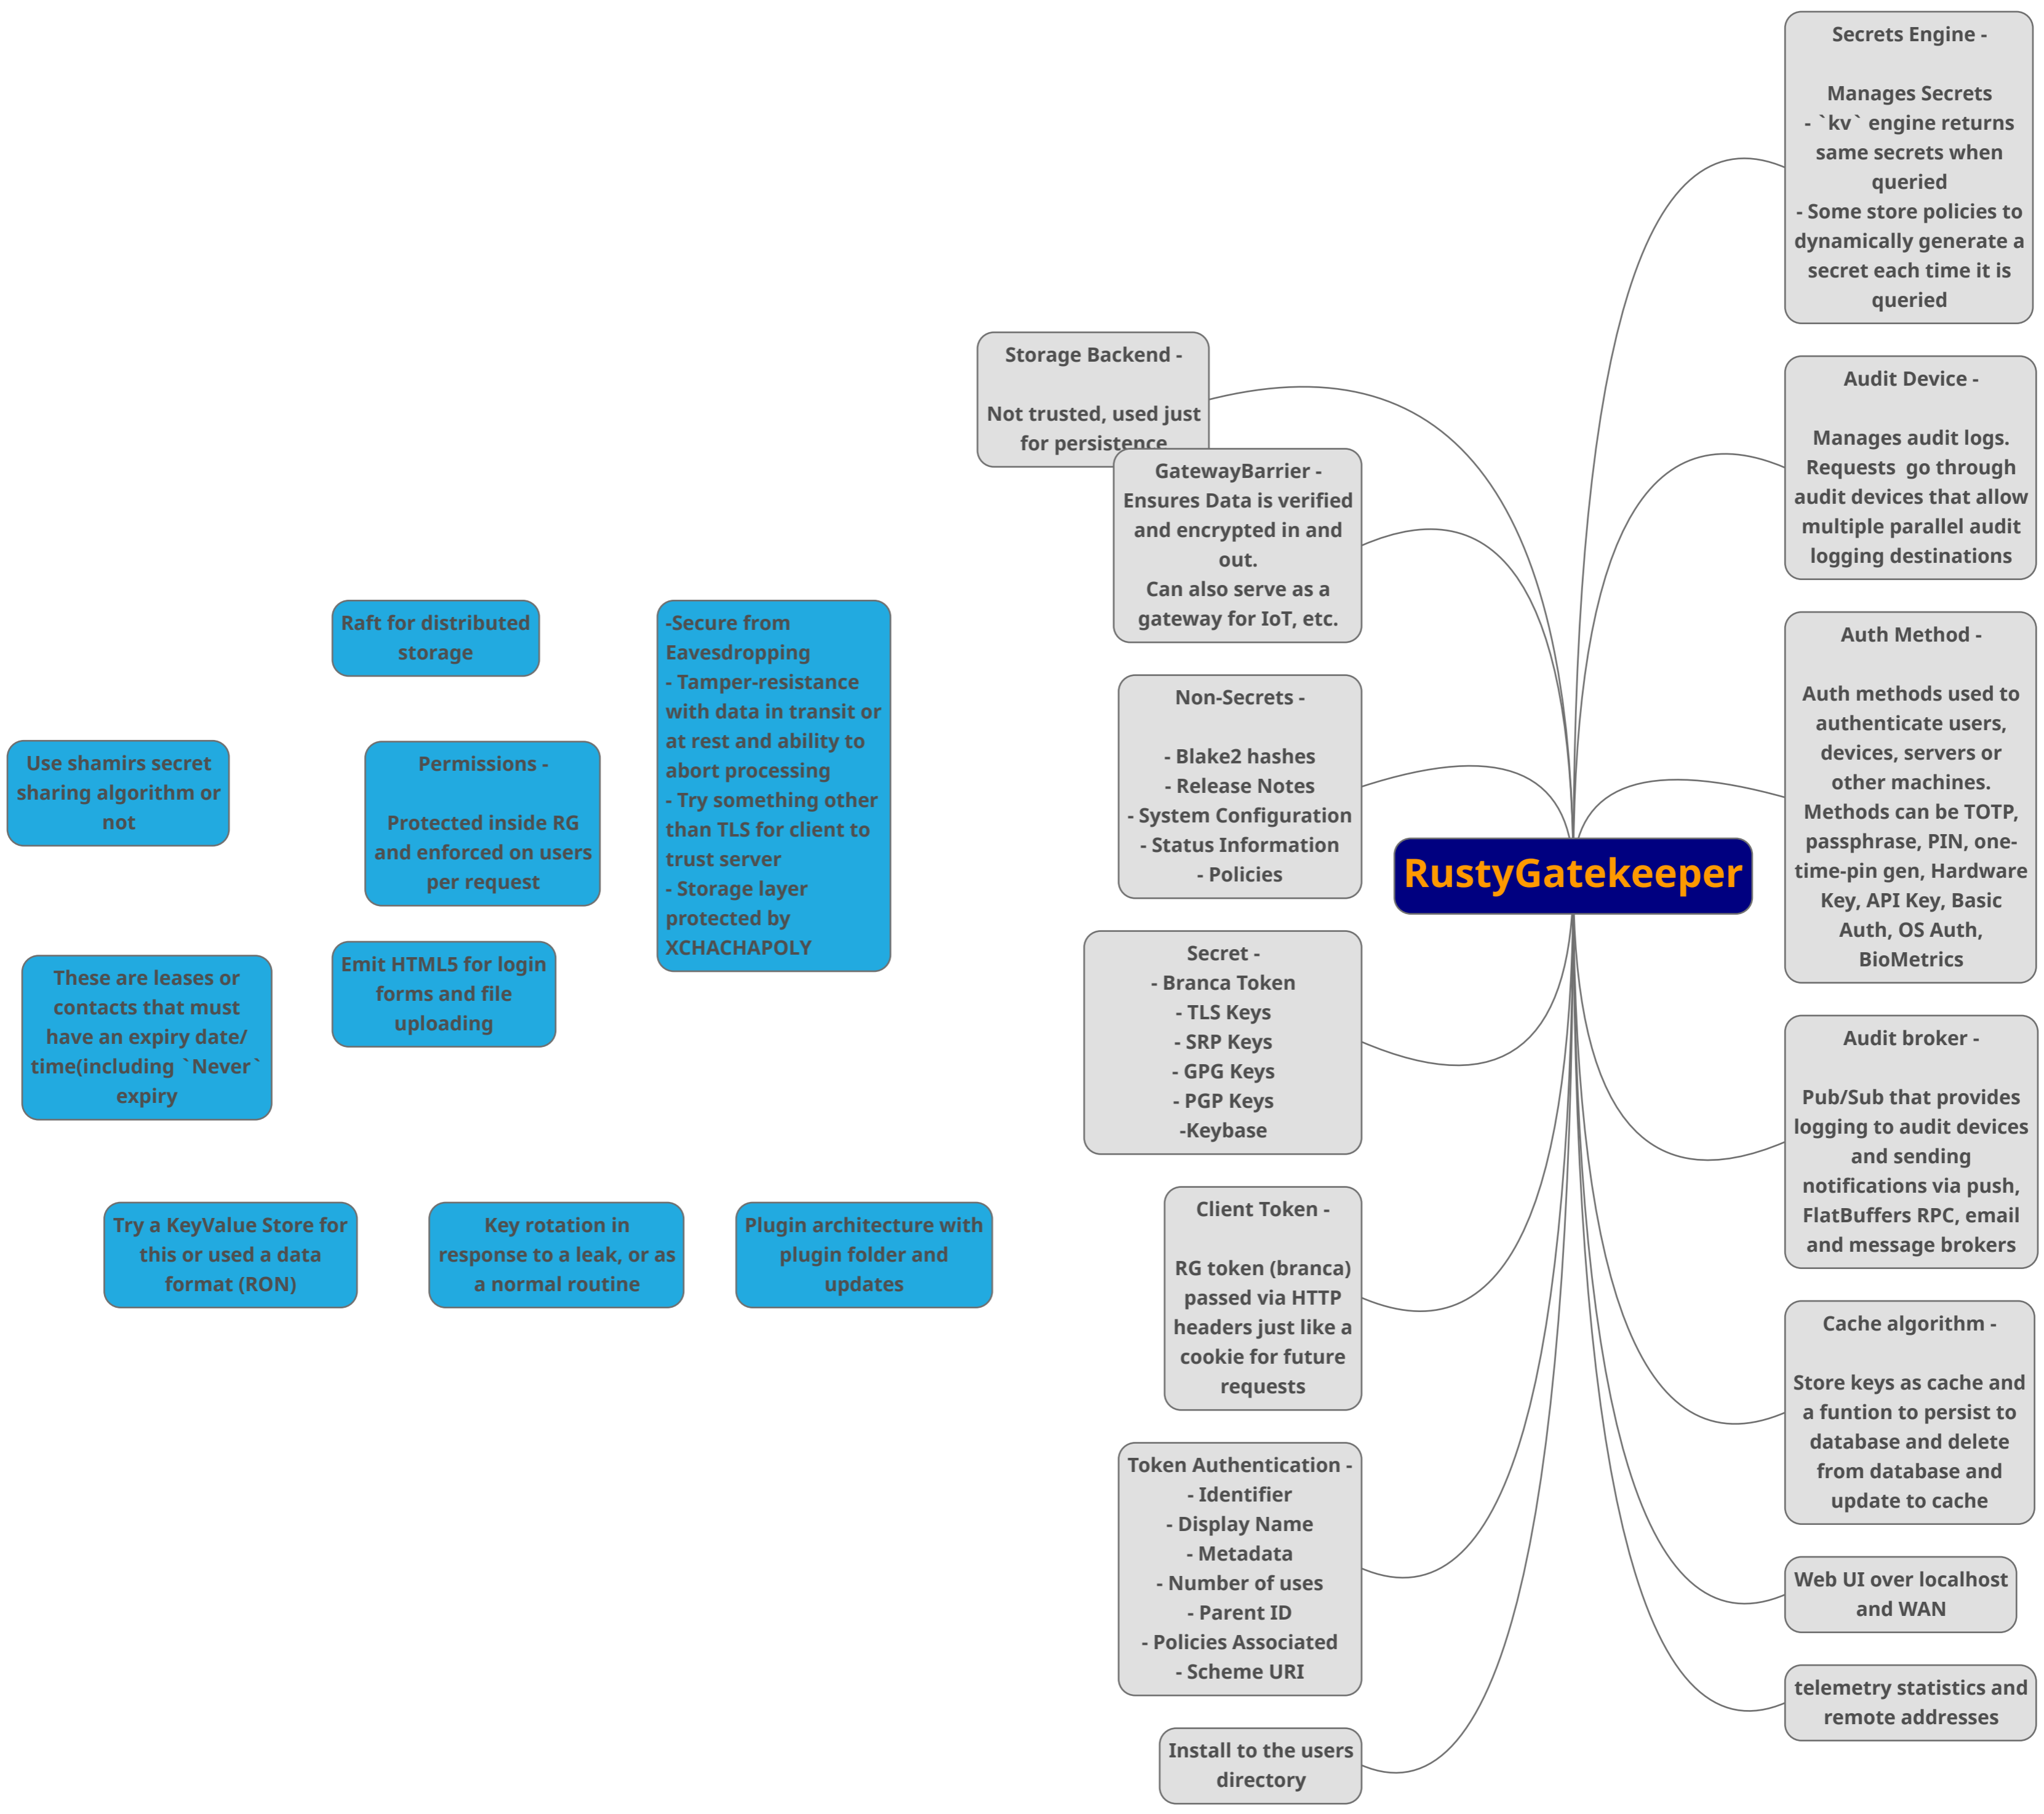 Secrets Engine -
Manages Secrets
- `kv` engine returns
same secrets when
queried
- Some store policies to
dynamically generate a
secret each time it is
queried
Storage Backend -
Not trusted, used just
for persistence
Audit Device -
Manages audit logs.
Requests  go through
audit devices that allow
multiple parallel audit
logging destinations
GatewayBarrier -
Ensures Data is verified
and encrypted in and
out.
Can also serve as a
gateway for IoT, etc.
Raft for distributed
storage
-Secure from
Eavesdropping
- Tamper-resistance
with data in transit or
at rest and ability to
abort processing
- Try something other
than TLS for client to
trust server
- Storage layer
protected by
XCHACHAPOLY
Non-Secrets -
- Blake2 hashes
- Release Notes
- System Configuration
- Status Information
- Policies
Auth Method -
Auth methods used to
authenticate users,
devices, servers or
other machines.
Methods can be TOTP,
passphrase, PIN, one-
time-pin gen, Hardware
Key, API Key, Basic
Auth, OS Auth,
BioMetrics
Use shamirs secret
sharing algorithm or
not
Permissions -
Protected inside RG
and enforced on users
per request
RustyGatekeeper
These are leases or
contacts that must
have an expiry date/
time(including `Never`
expiry
Emit HTML5 for login
forms and file
uploading
Secret -
- Branca Token
- TLS Keys
- SRP Keys
- GPG Keys
- PGP Keys
-Keybase
Audit broker -
Pub/Sub that provides
logging to audit devices
and sending
notifications via push,
FlatBuffers RPC, email
and message brokers
Try a KeyValue Store for
this or used a data
format (RON)
Key rotation in
response to a leak, or as
a normal routine
Plugin architecture with
plugin folder and
updates
Client Token -
RG token (branca)
passed via HTTP
headers just like a
cookie for future
requests
Cache algorithm -
Store keys as cache and
a funtion to persist to
database and delete
from database and
update to cache
Token Authentication -
- Identifier
- Display Name
- Metadata
- Number of uses
- Parent ID
- Policies Associated
- Scheme URI
Web UI over localhost
and WAN
telemetry statistics and
remote addresses
Install to the users
directory